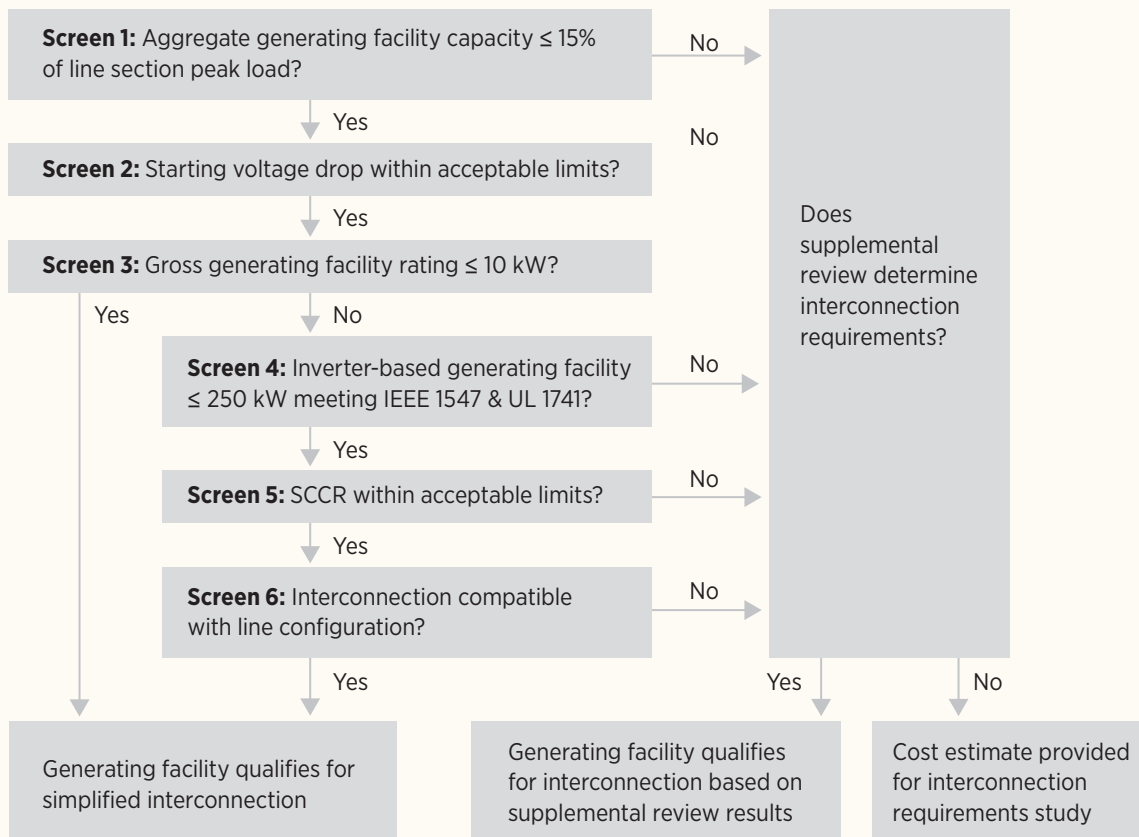 Screen 1: Aggregate generating facility capacity ≤ 15%
of line section peak load?
No
Yes
No
Screen 2: Starting voltage drop within acceptable limits?
Yes
Screen 3: Gross generating facility rating ≤ 10 kW?
Yes
No
Does
supplemental
review determine
interconnection
requirements?
Screen 4: Inverter-based generating facility
≤ 250 kW meeting IEEE 1547 & UL 1741?
No
Yes
Screen 5: SCCR within acceptable limits?
No
Yes
Screen 6: Interconnection compatible
with line configuration?
No
Yes
Yes
No
Generating facility qualifies for
simplified interconnection
Generating facility qualifies
for interconnection based on
supplemental review results
Cost estimate provided
for interconnection
requirements study